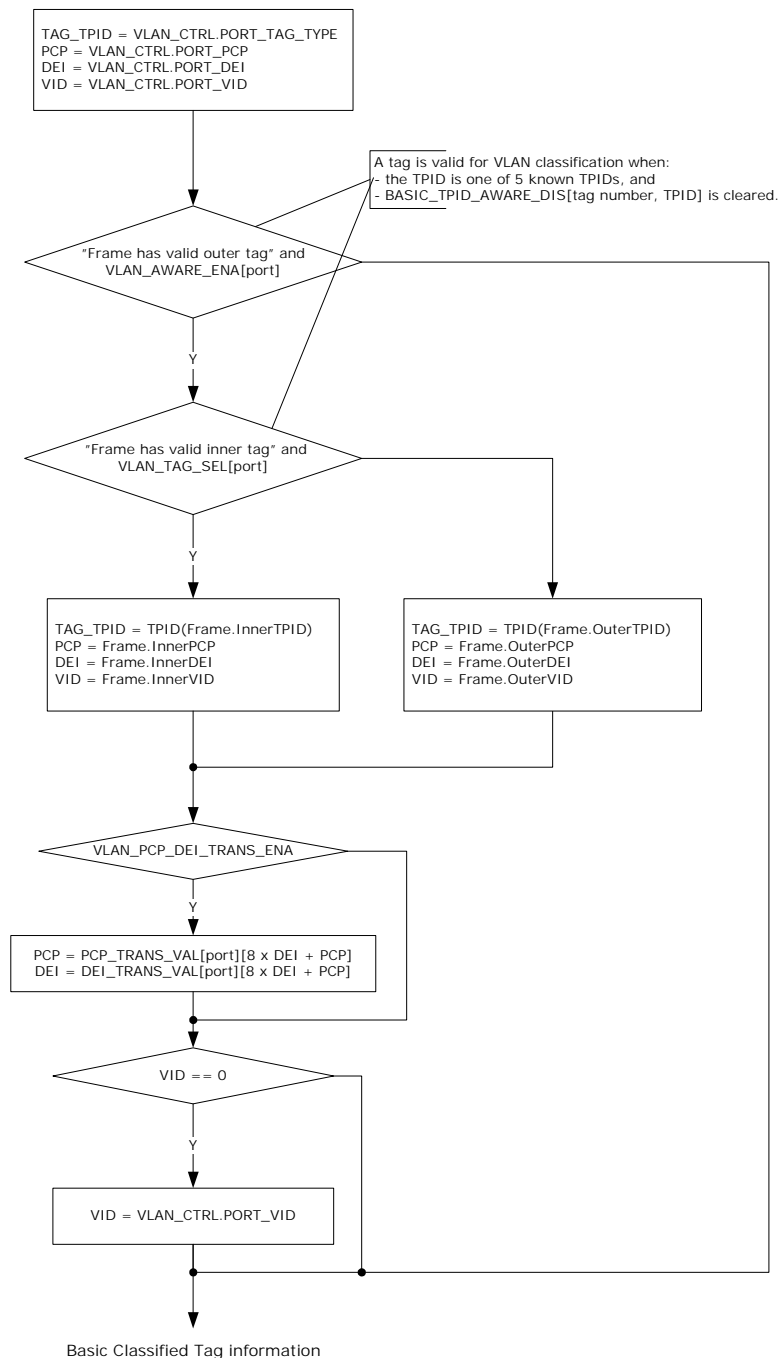 TAG_TPID = VLAN_CTRL.PORT_TAG_TYPE
PCP = VLAN_CTRL.PORT_PCP
DEI = VLAN_CTRL.PORT_DEI
VID = VLAN_CTRL.PORT_VID
A tag is valid for VLAN classification when:
- the TPID is one of 5 known TPIDs, and
- BASIC_TPID_AWARE_DIS[tag number, TPID] is cleared.
"Frame has valid outer tag" and
VLAN_AWARE_ENA[port]
Y
"Frame has valid inner tag" and
VLAN_TAG_SEL[port]
Y
TAG_TPID = TPID(Frame.InnerTPID)
PCP = Frame.InnerPCP
DEI = Frame.InnerDEI
VID = Frame.InnerVID
TAG_TPID = TPID(Frame.OuterTPID)
PCP = Frame.OuterPCP
DEI = Frame.OuterDEI
VID = Frame.OuterVID
VLAN_PCP_DEI_TRANS_ENA
Y
PCP = PCP_TRANS_VAL[port][8 x DEI + PCP]
DEI = DEI_TRANS_VAL[port][8 x DEI + PCP]
VID == 0
Y
VID = VLAN_CTRL.PORT_VID
Basic Classified Tag information